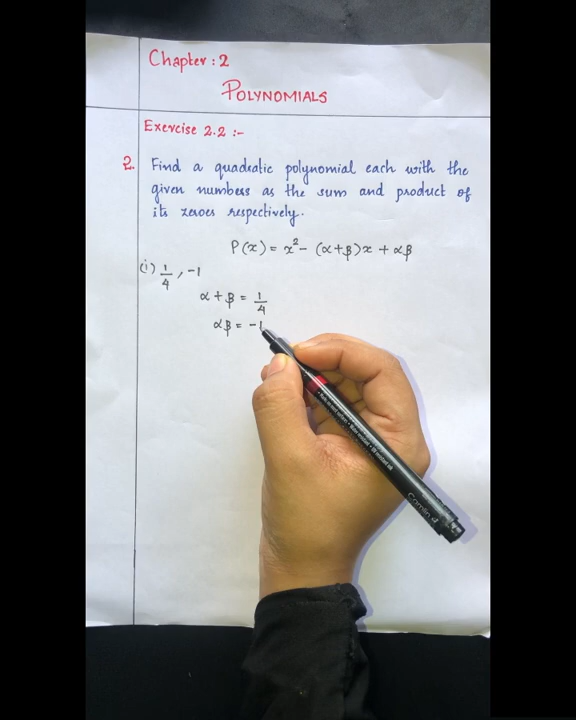 Chapter : 2
POLYNOMIALS
Exercise 2.2 :-
2. Find a quadratic polynomial each with the
given numbers as the sum and product of
its zeroes respectively.
P(x) = x² - (α+β)x + αβ
(i) 1/4 , -1
α + β = 1/4
αβ = -1
Camlin